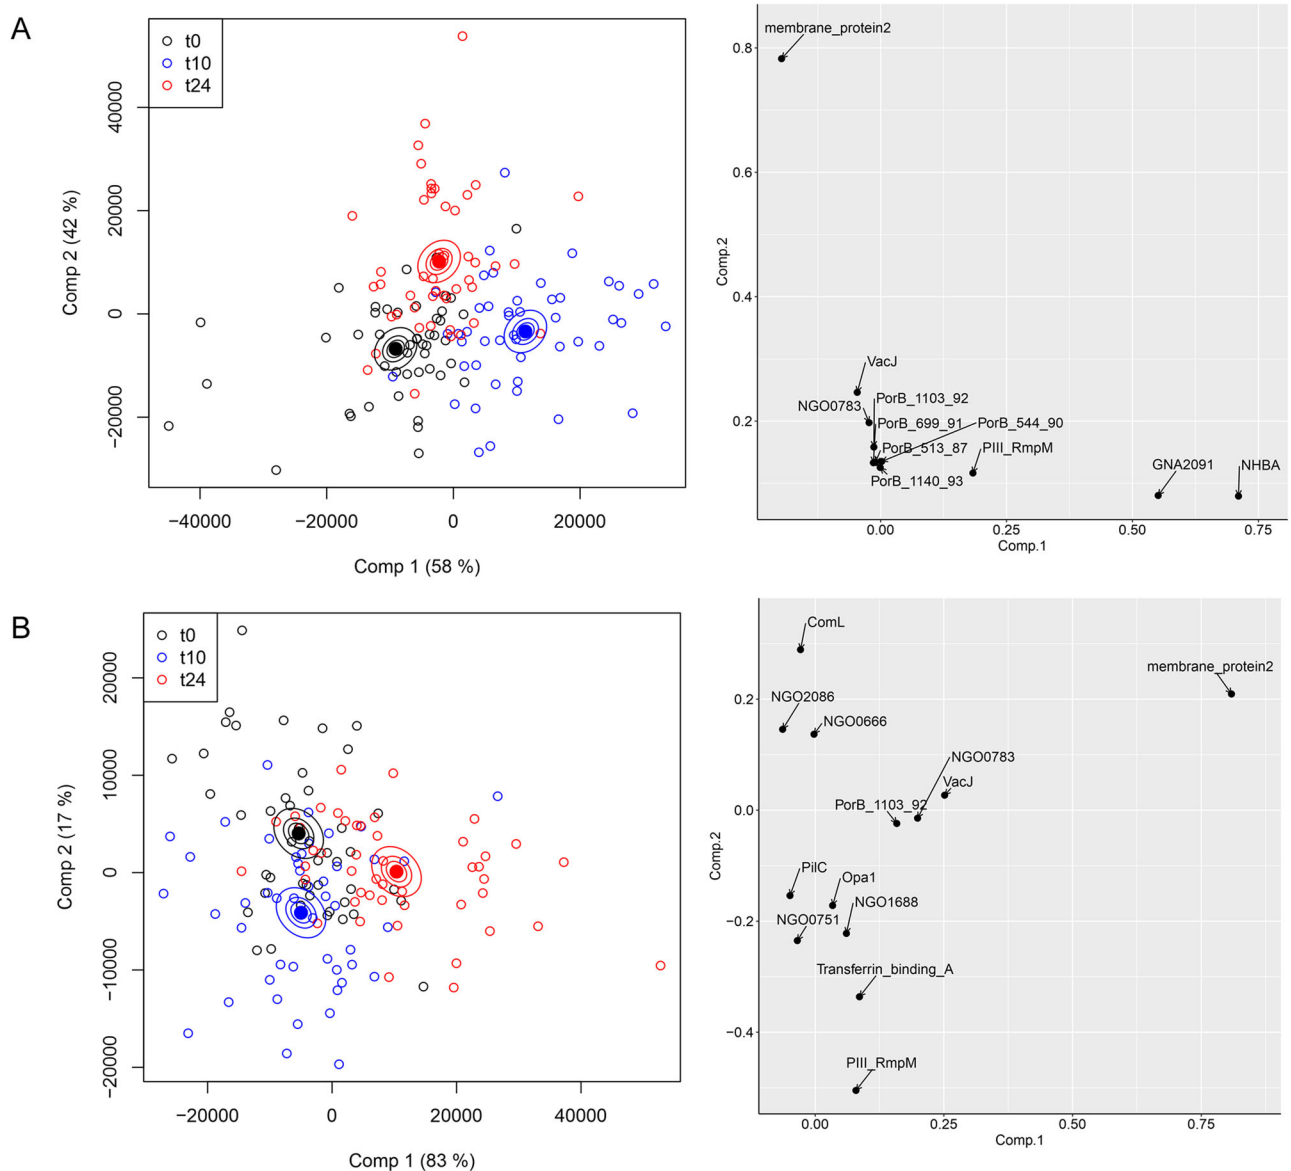 A
t0
t10
t24
40000
20000
0
−20000
Comp 2 (42 %)
−40000
−20000
0
20000
Comp 1 (58 %)
membrane_protein2
0.8
0.6
0.4
0.2
Comp.2
VacJ
NGO0783
PorB_1103_92
PorB_699_91
PorB_544_90
PorB_513_87
PIII_RmpM
PorB_1140_93
GNA2091
NHBA
0.00
0.25
0.50
0.75
Comp.1
B
t0
t10
t24
20000
10000
0
−10000
−20000
Comp 2 (17 %)
−20000
0
20000
40000
Comp 1 (83 %)
ComL
membrane_protein2
NGO2086
NGO0666
NGO0783
VacJ
PorB_1103_92
PilC
Opa1
NGO1688
NGO0751
Transferrin_binding_A
PIII_RmpM
0.2
0.0
−0.2
−0.4
Comp.2
0.00
0.25
0.50
0.75
Comp.1